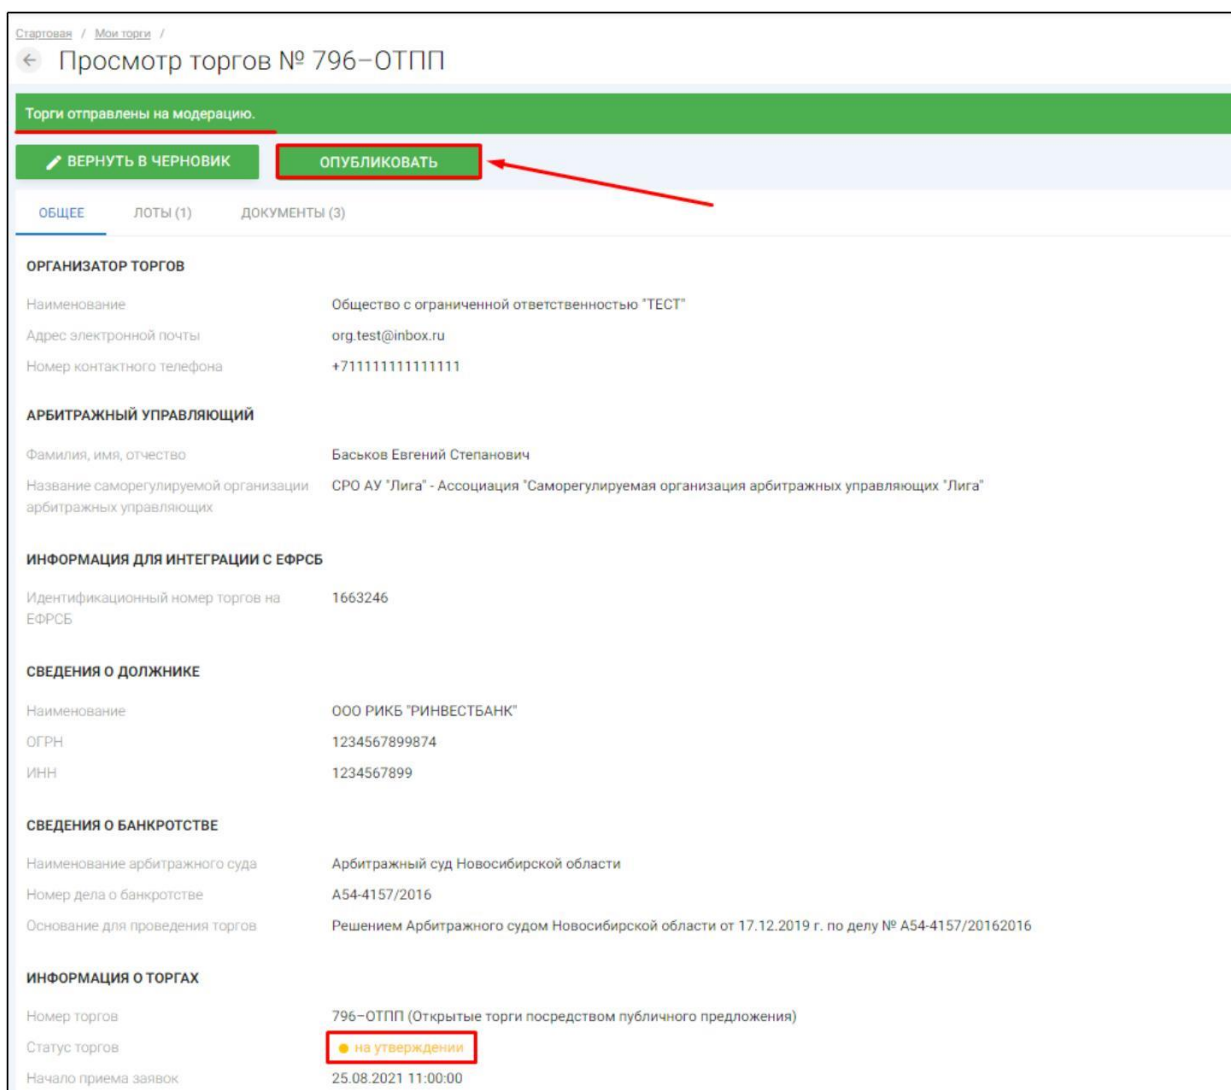 Стартовая / Мои торги /
← Просмотр торгов № 796–ОТПП
Торги отправлены на модерацию.
ВЕРНУТЬ В ЧЕРНОВИК ОПУБЛИКОВАТЬ
ОБЩЕЕ ЛОТЫ (1) ДОКУМЕНТЫ (3)
ОРГАНИЗАТОР ТОРГОВ
Наименование Общество с ограниченной ответственностью "ТЕСТ"
Адрес электронной почты org.test@inbox.ru
Номер контактного телефона +711111111111111
АРБИТРАЖНЫЙ УПРАВЛЯЮЩИЙ
Фамилия, имя, отчество Баськов Евгений Степанович
Название саморегулируемой организации СРО АУ "Лига" - Ассоциация "Саморегулируемая организация арбитражных управляющих "Лига"
арбитражных управляющих
ИНФОРМАЦИЯ ДЛЯ ИНТЕГРАЦИИ С ЕФРСБ
Идентификационный номер торгов на 1663246
ЕФРСБ
СВЕДЕНИЯ О ДОЛЖНИКЕ
Наименование ООО РИКБ "РИНВЕСТБАНК"
ОГРН 1234567899874
ИНН 1234567899
СВЕДЕНИЯ О БАНКРОТСТВЕ
Наименование арбитражного суда Арбитражный суд Новосибирской области
Номер дела о банкротстве А54-4157/2016
Основание для проведения торгов Решением Арбитражного судом Новосибирской области от 17.12.2019 г. по делу № А54-4157/20162016
ИНФОРМАЦИЯ О ТОРГАХ
Номер торгов 796–ОТПП (Открытые торги посредством публичного предложения)
Статус торгов на утверждении
Начало приема заявок 25.08.2021 11:00:00